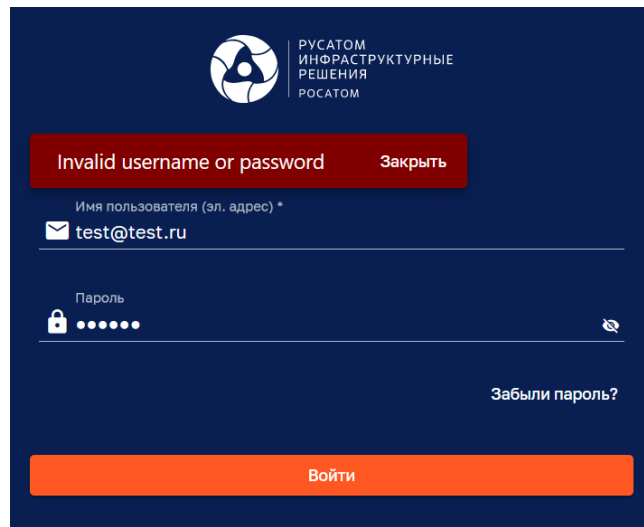 РУСАТОМ
ИНФРАСТРУКТУРНЫЕ
РЕШЕНИЯ
РОСАТОМ
Invalid username or password Закрыть
Имя пользователя (эл. адрес) *
test@test.ru
Пароль
••••••
Забыли пароль?
Войти